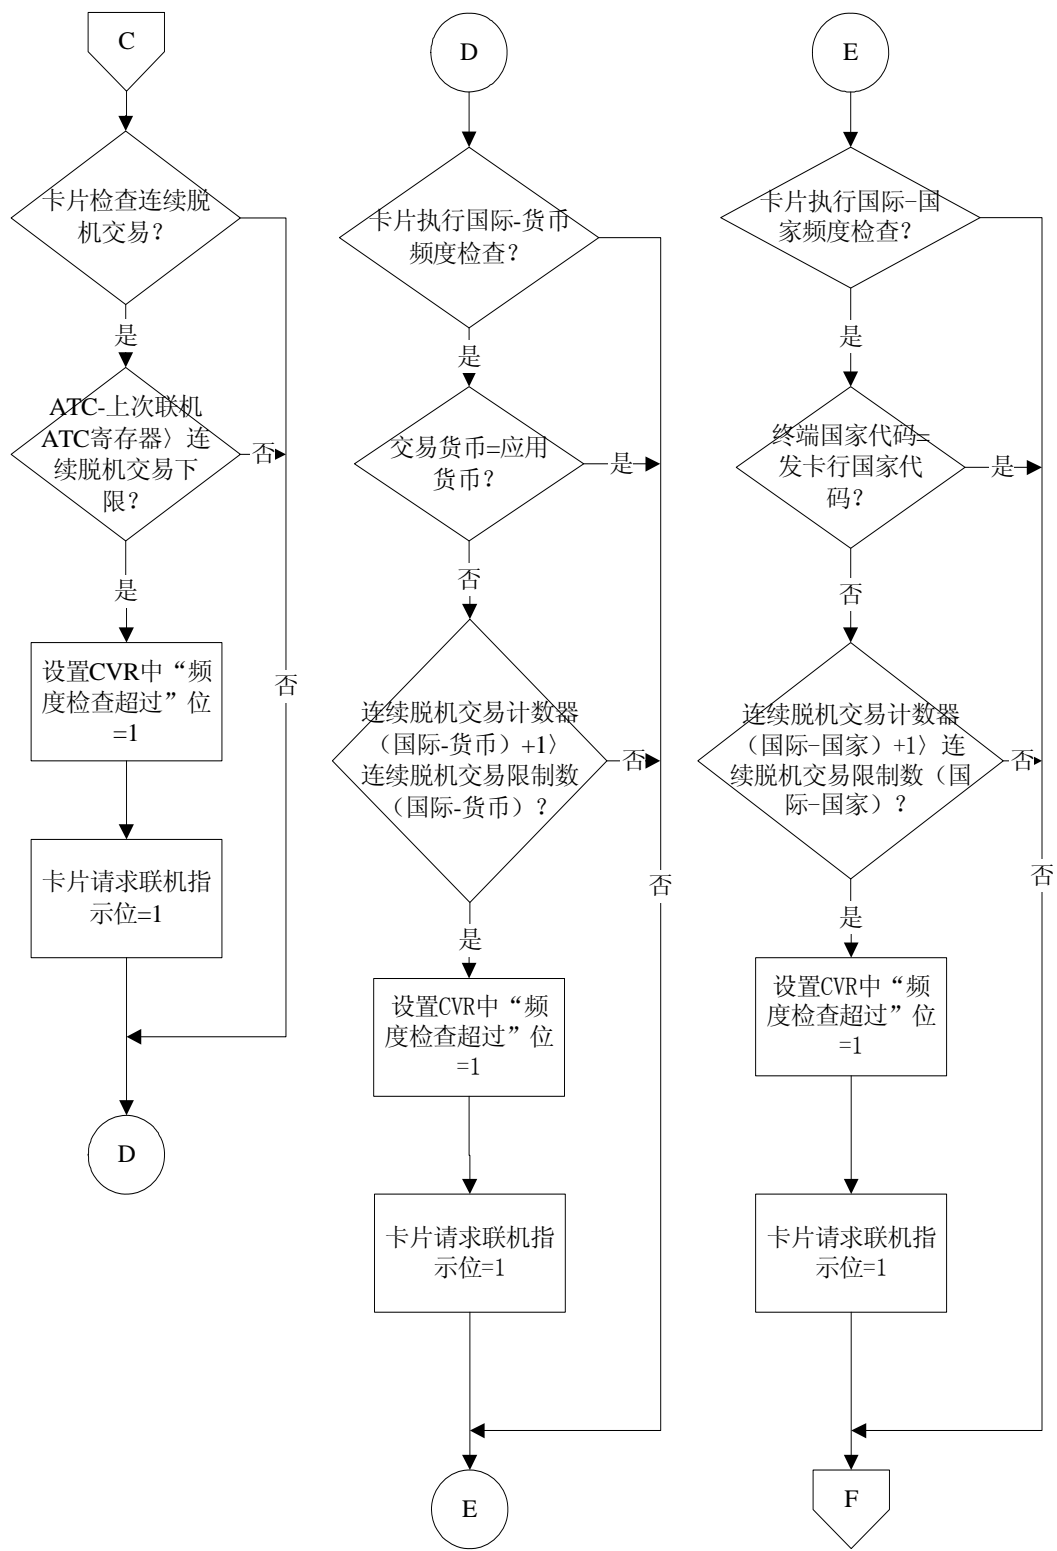 C
卡片检查连续脱
机交易？
是
ATC-上次联机
ATC寄存器〉连
续脱机交易下
限？
否
是
设置CVR中“频
度检查超过”位
=1
否
卡片请求联机指
示位=1
D
D
卡片执行国际-货币
频度检查？
是
交易货币=应用
货币？
是
否
连续脱机交易计数器
（国际-货币）+1〉
连续脱机交易限制数
（国际-货币）？
否
否
是
设置CVR中“频
度检查超过”位
=1
卡片请求联机指
示位=1
E
E
卡片执行国际-国
家频度检查？
是
终端国家代码=
发卡行国家代
码？
是
否
连续脱机交易计数器
（国际-国家）+1〉连
续脱机交易限制数（国
际-国家）？
否
否
是
设置CVR中“频
度检查超过”位
=1
卡片请求联机指
示位=1
F